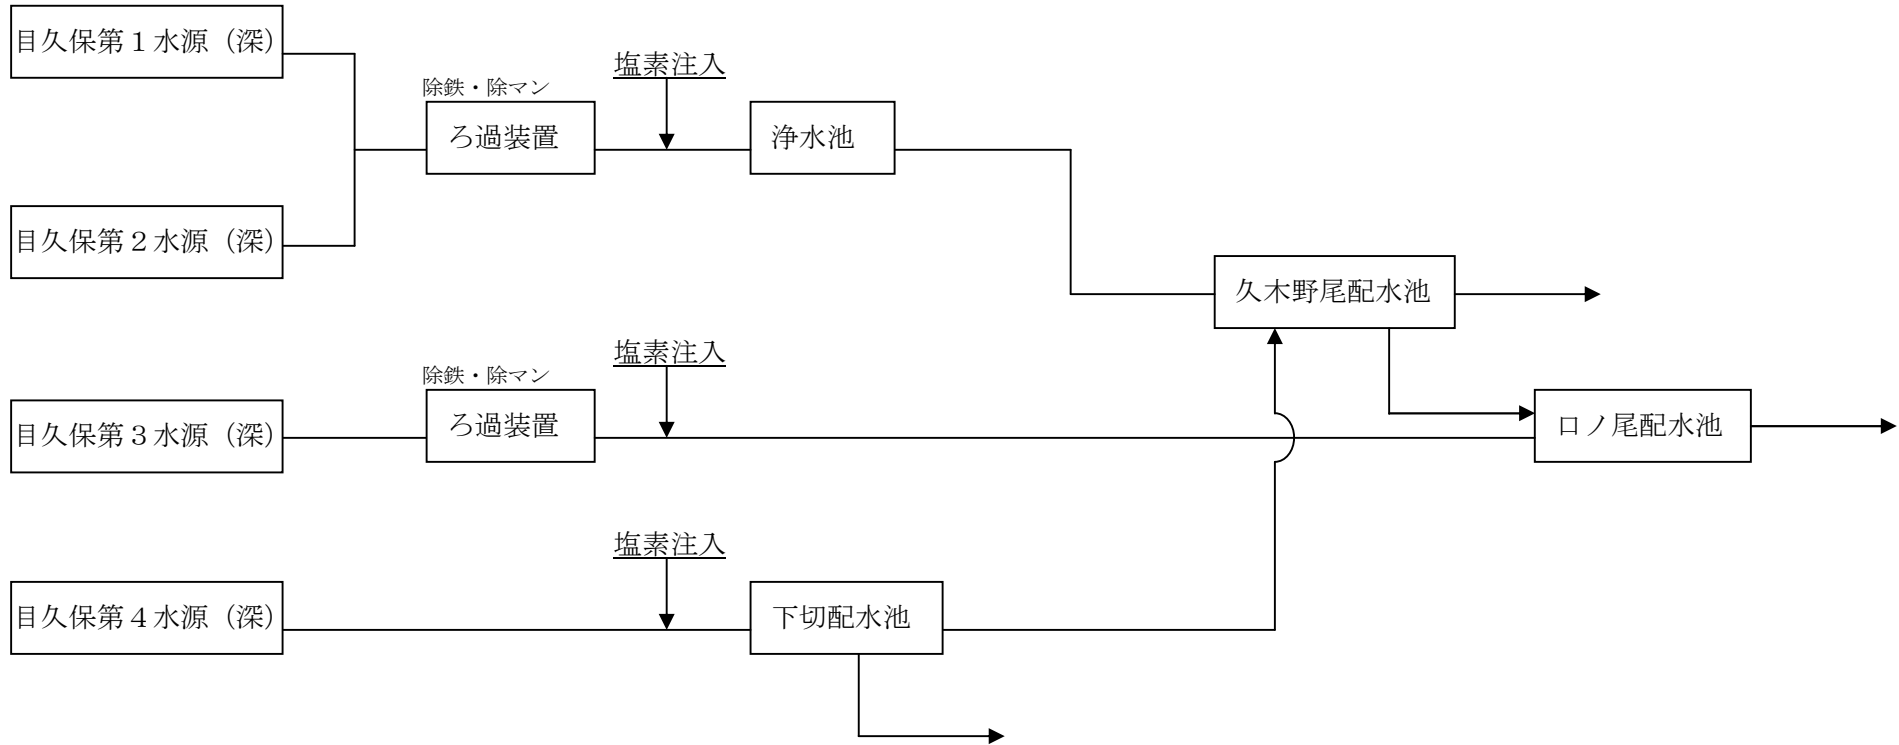 目久保第１水源（深）
塩素注入
除鉄・除マン
ろ過装置
浄水池
目久保第２水源（深）
久木野尾配水池
塩素注入
除鉄・除マン
目久保第３水源（深）
ろ過装置
口ノ尾配水池
塩素注入
目久保第４水源（深）
下切配水池